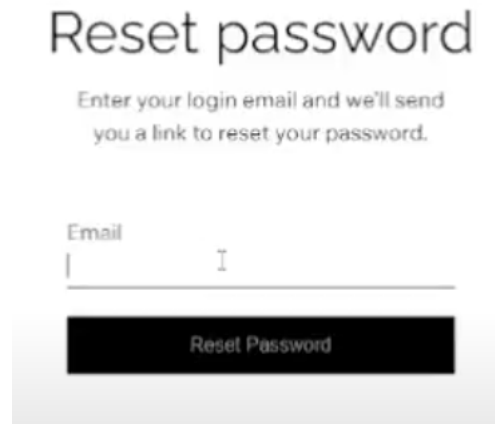 Reset password
Enter your login email and we'll send
you a link to reset your password.
Email
Reset Password